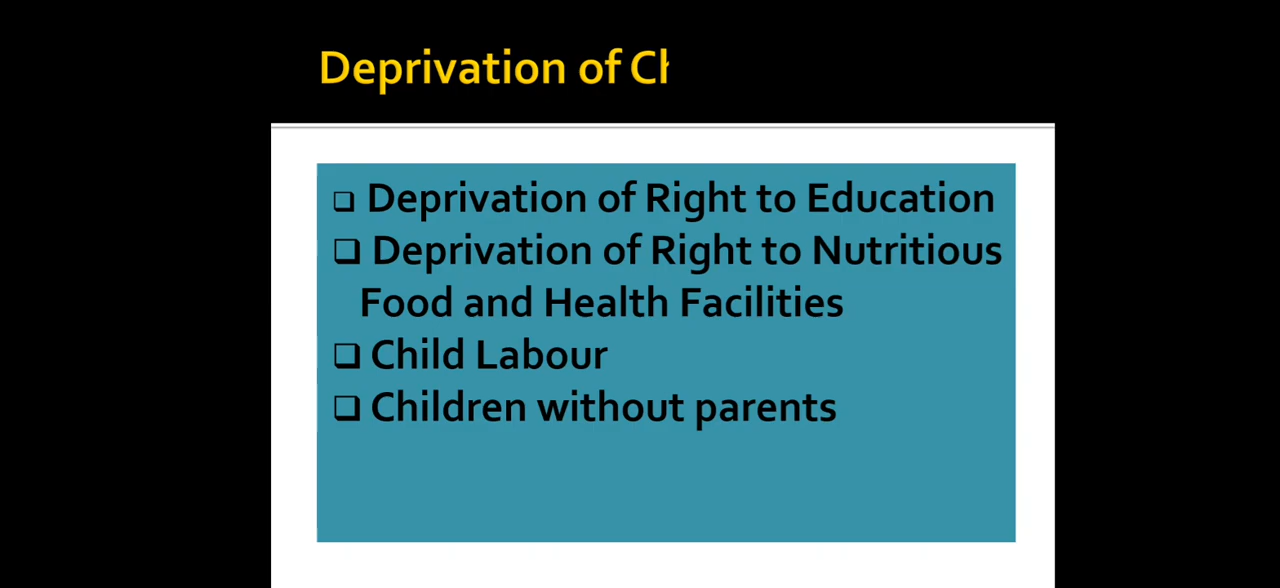 Deprivation of
Deprivation of Right to Education
Deprivation of Right to Nutritious
Food and Health Facilities
Child Labour
Children without parents